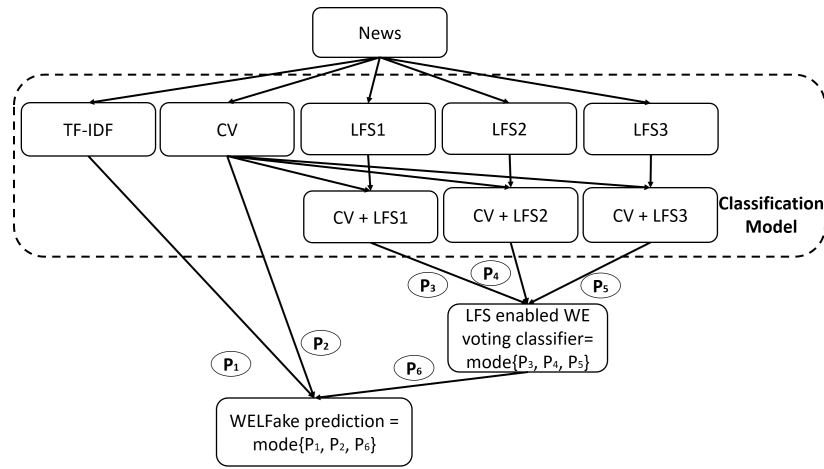 News
TF-IDF
CV
LFS1
LFS2
LFS3
CV + LFS1
CV + LFS2
CV + LFS3
Classification
Model
P₃
P₄
P₅
LFS enabled WE
voting classifier=
mode{P₃, P₄, P₅}
P₂
P₁
P₆
WELFake prediction =
mode{P₁, P₂, P₆}